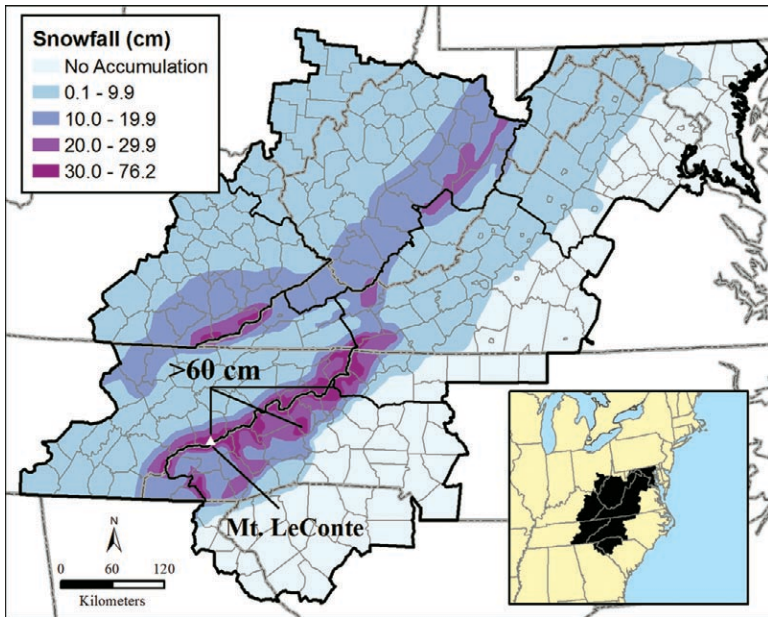 Snowfall (cm)
No Accumulation
0.1 - 9.9
10.0 - 19.9
20.0 - 29.9
30.0 - 76.2
>60 cm
Mt. LeConte
N
0 60 120
Kilometers